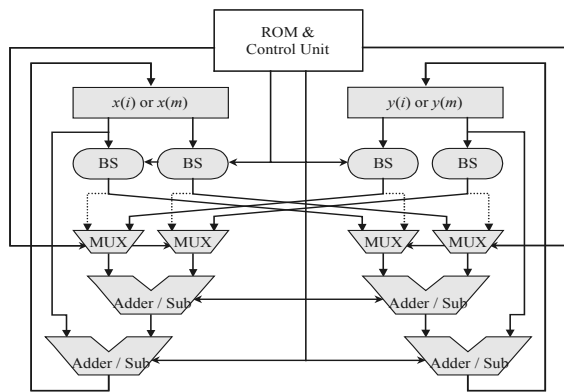 ROM &
Control Unit
x(i) or x(m)
y(i) or y(m)
BS
BS
BS
BS
MUX
MUX
MUX
MUX
Adder / Sub
Adder / Sub
Adder / Sub
Adder / Sub